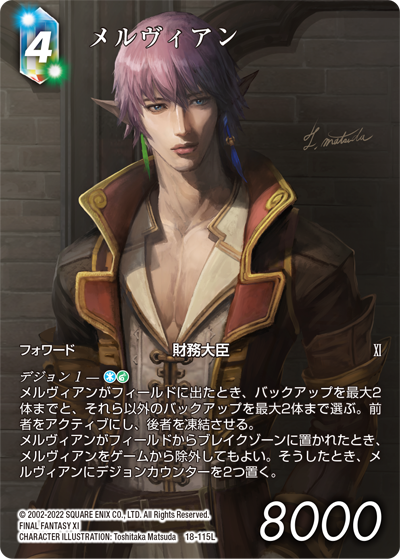 4
メルヴィアン
T. matsuda
フォワード 財務大臣 XI
デジョン 1 ― 氷6
メルヴィアンがフィールドに出たとき、バックアップを最大2
体までと、それら以外のバックアップを最大2体まで選ぶ。前
者をアクティブにし、後者を凍結させる。
メルヴィアンがフィールドからブレイクゾーンに置かれたとき、
メルヴィアンをゲームから除外してもよい。そうしたとき、メ
ルヴィアンにデジョンカウンターを2つ置く。
© 2002-2022 SQUARE ENIX CO., LTD. All Rights Reserved.
FINAL FANTASY XI
CHARACTER ILLUSTRATION: Toshitaka Matsuda 18-115L
8000